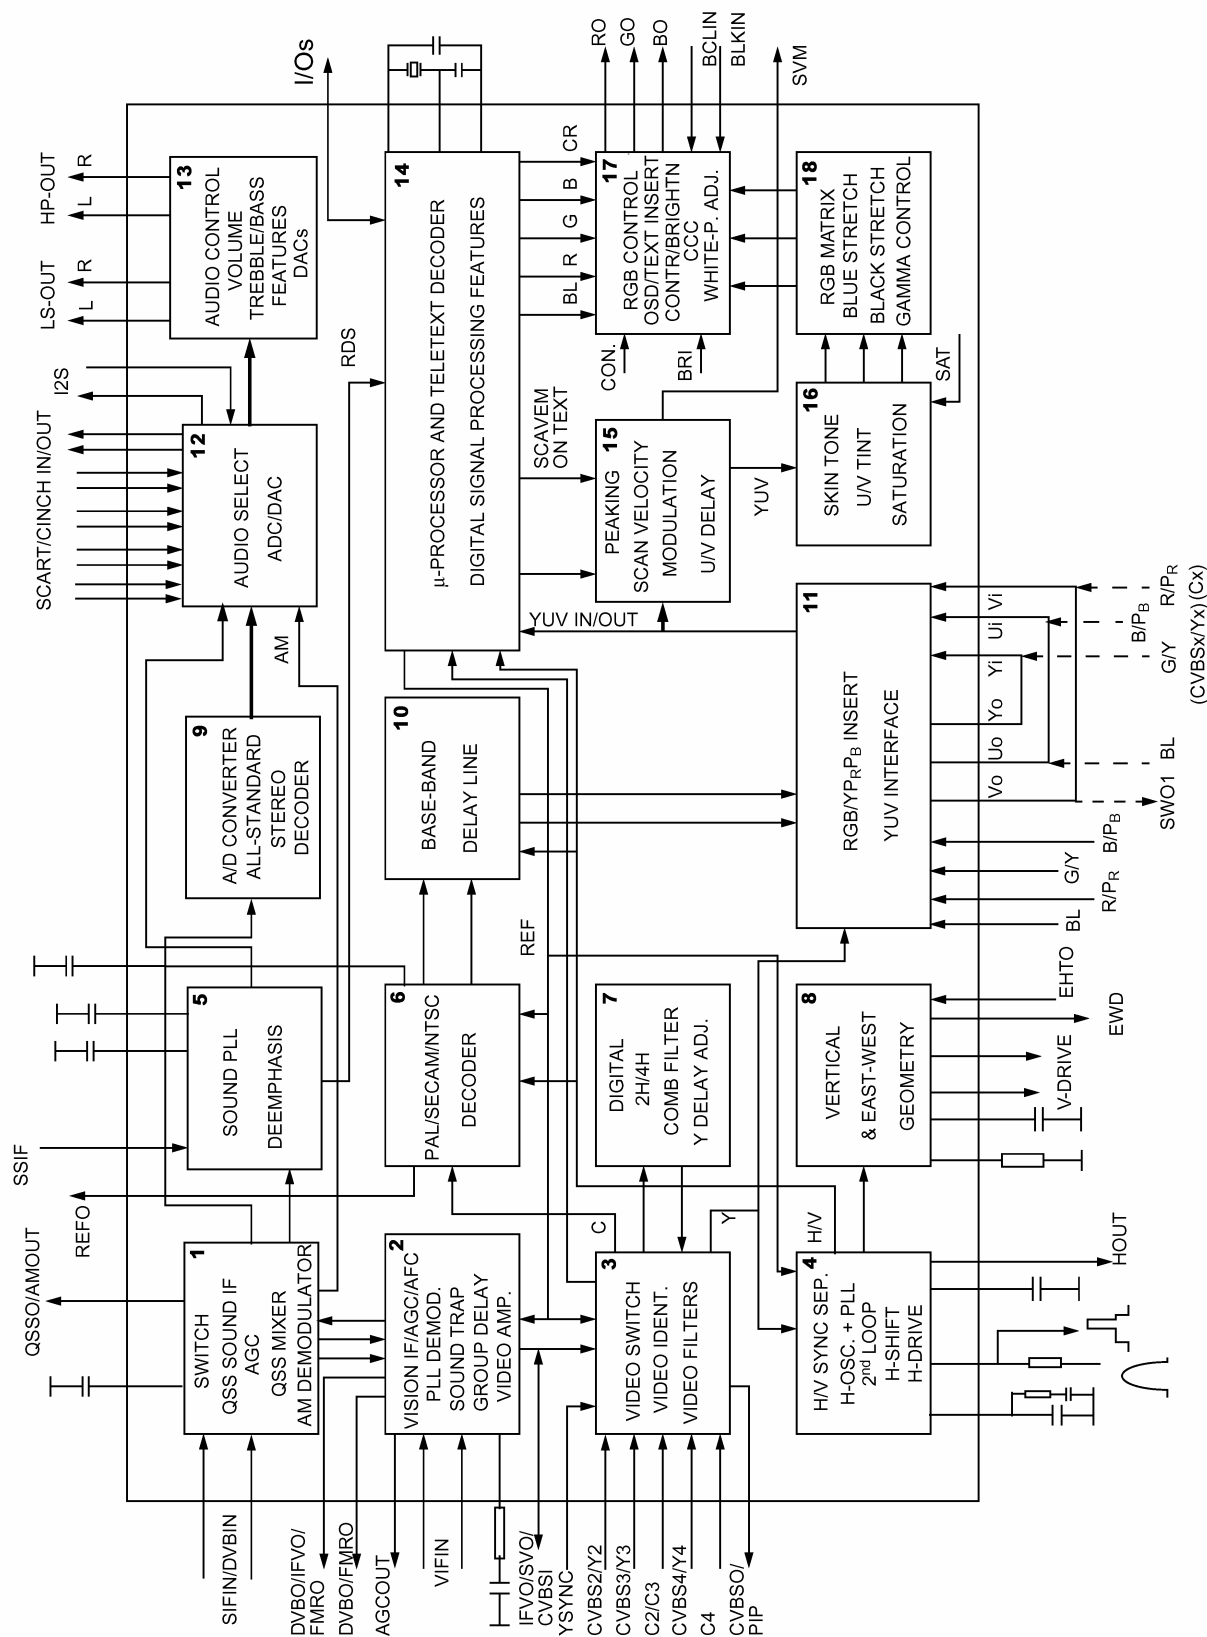 QSSO/AMOUT
REFO
SSIF
SCART/CINCH IN/OUT
I2S
LS-OUT
L
R
HP-OUT
L
R
I/Os
1
SWITCH
QSS SOUND IF
AGC
QSS MIXER
AM DEMODULATOR
5
SOUND PLL
DEEMPHASIS
9
A/D CONVERTER
ALL-STANDARD
STEREO
DECODER
AM
12
AUDIO SELECT
ADC/DAC
13
AUDIO CONTROL
VOLUME
TREBBLE/BASS
FEATURES
DACs
RDS
2
VISION IF/AGC/AFC
PLL DEMOD.
SOUND TRAP
GROUP DELAY
VIDEO AMP.
6
PAL/SECAM/NTSC
DECODER
10
BASE-BAND
DELAY LINE
14
µ-PROCESSOR AND TELETEXT DECODER
DIGITAL SIGNAL PROCESSING FEATURES
REF
C
YUV IN/OUT
SCAVEM
ON TEXT
BL
R
G
B
CR
3
VIDEO SWITCH
VIDEO IDENT.
VIDEO FILTERS
7
DIGITAL
2H/4H
COMB FILTER
Y DELAY ADJ.
15
PEAKING
SCAN VELOCITY
MODULATION
U/V DELAY
CON.
BRI
17
RGB CONTROL
OSD/TEXT INSERT
CONTR/BRIGHTN
CCC
WHITE-P. ADJ.
RO
GO
BO
BCLIN
BLKIN
SVM
Y
H/V
YUV
4
H/V SYNC SEP.
H-OSC. + PLL
2nd LOOP
H-SHIFT
H-DRIVE
8
VERTICAL
& EAST-WEST
GEOMETRY
11
RGB/YPRPB INSERT
YUV INTERFACE
16
SKIN TONE
U/V TINT
SATURATION
18
RGB MATRIX
BLUE STRETCH
BLACK STRETCH
GAMMA CONTROL
SAT
Vo
Uo
Yo
Yi
Ui
Vi
SIFIN/DVBIN
DVBO/IFVO/
FMRO
DVBO/FMRO
AGCOUT
VIFIN
IFVO/SVO/
CVBSI
YSYNC
CVBS2/Y2
CVBS3/Y3
C2/C3
CVBS4/Y4
C4
CVBSO/
PIP
HOUT
V-DRIVE
EWD
EHTO
BL
R/PR
G/Y
B/PB
SWO1
BL
G/Y
B/PB
R/PR
(CVBSx/Yx)
(Cx)